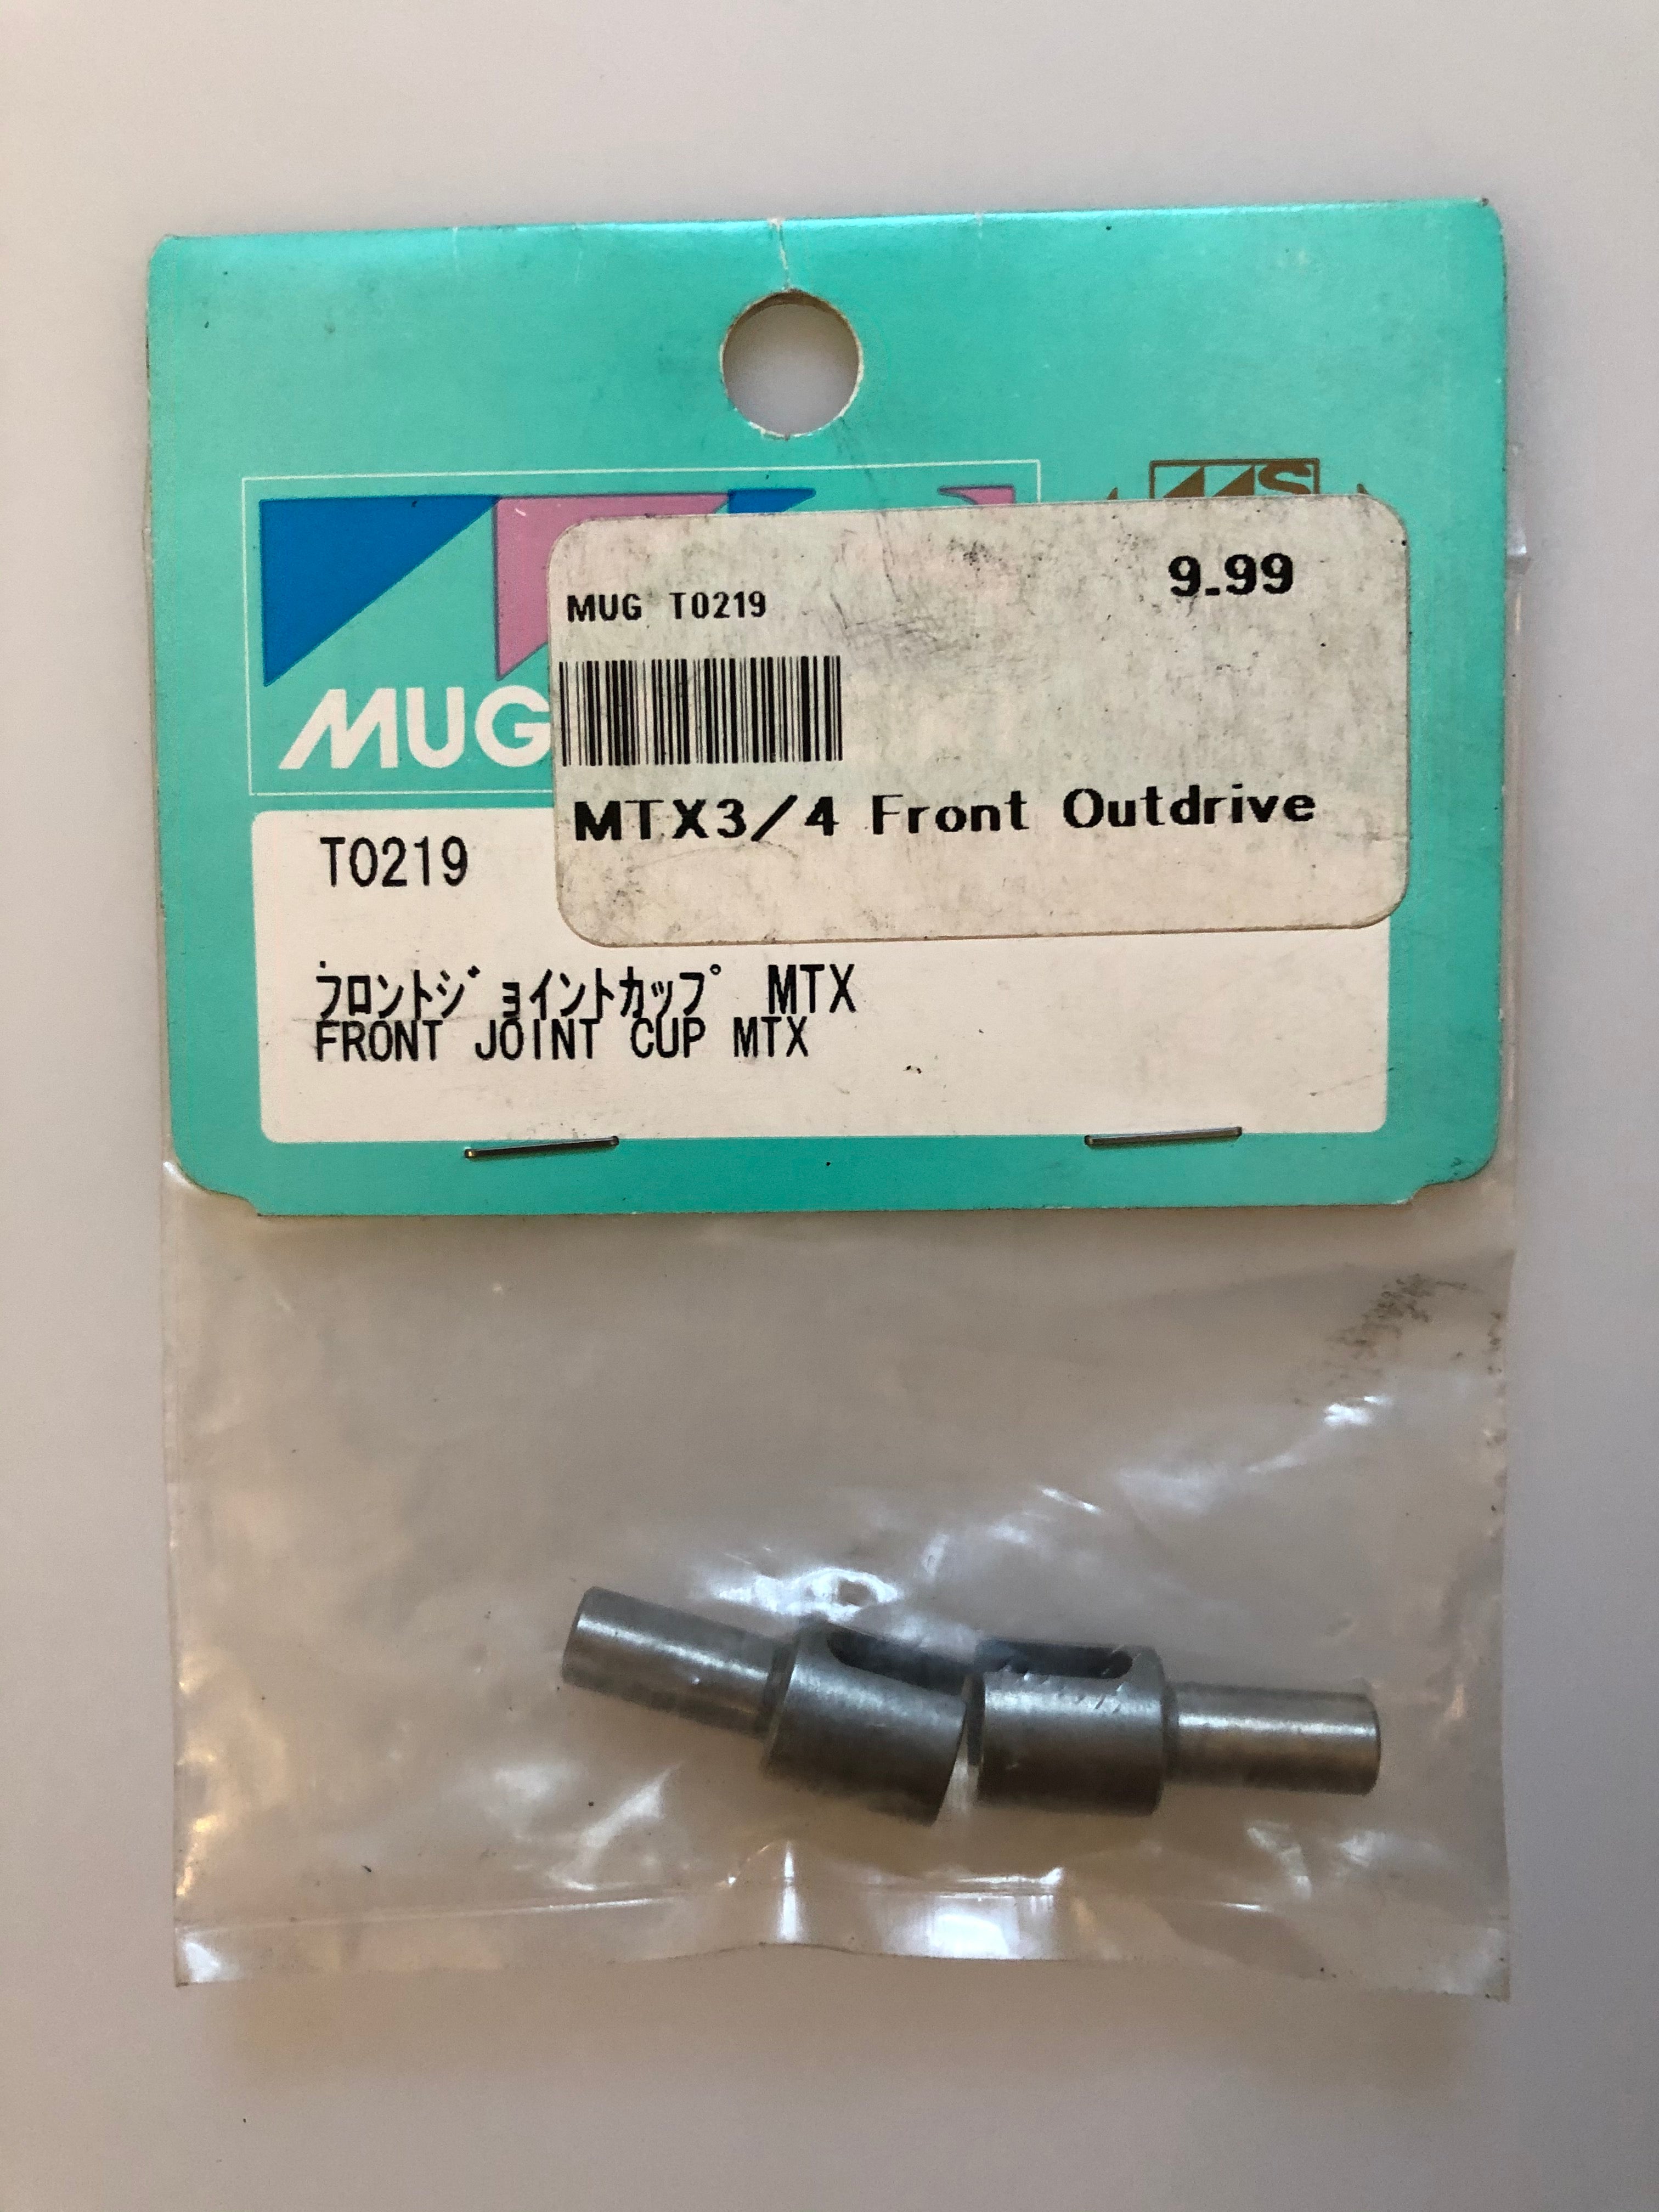 MS
9.99
MUG T0219
MUG
MTX3/4 Front Outdrive
T0219
フロントジョイントカップ MTX
FRONT JOINT CUP MTX